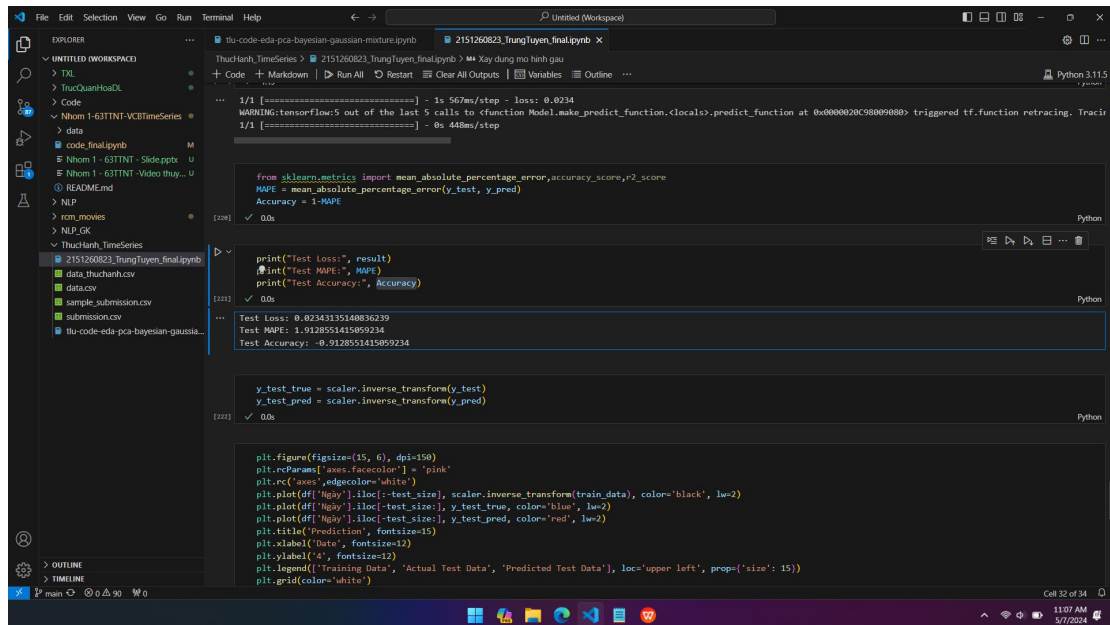 File Edit Selection View Go Run Terminal Help
Untitled (Workspace)
EXPLORER
tlu-code-eda-pca-bayesian-gaussian-mixture.ipynb
2151260823_TrungTuyen_final.ipynb
UNTITLED (WORKSPACE)
TXL
TrucQuanHoaDL
Code
Nhom 1-63TTNT-VCBTimeSeries
data
code_final.ipynb M
Nhom 1 - 63TTNT - Slide.pptx U
Nhom 1 - 63TTNT -Video thuy... U
README.md
NLP
rcm_movies
NLP_GK
ThucHanh_TimeSeries
2151260823_TrungTuyen_final.ipynb
data_thuchanh.csv
data.csv
sample_submission.csv
submission.csv
tlu-code-eda-pca-bayesian-gaussia...
OUTLINE
TIMELINE
ThucHanh_TimeSeries > 2151260823_TrungTuyen_final.ipynb > Xay dung mo hinh gau
+ Code + Markdown Run All Restart Clear All Outputs Variables Outline ...
Python 3.11.5
1/1 [==============================] - 1s 567ms/step - loss: 0.0234
WARNING:tensorflow:5 out of the last 5 calls to <function Model.make_predict_function.<locals>.predict_function at 0x0000020C98009080> triggered tf.function retracing. Tracin
1/1 [==============================] - 0s 448ms/step
from sklearn.metrics import mean_absolute_percentage_error,accuracy_score,r2_score
MAPE = mean_absolute_percentage_error(y_test, y_pred)
Accuracy = 1-MAPE
[220] 0.0s Python
print("Test Loss:", result)
print("Test MAPE:", MAPE)
print("Test Accuracy:", Accuracy)
[221] 0.0s Python
Test Loss: 0.02343135140836239
Test MAPE: 1.9128551415059234
Test Accuracy: -0.9128551415059234
y_test_true = scaler.inverse_transform(y_test)
y_test_pred = scaler.inverse_transform(y_pred)
[222] 0.0s Python
plt.figure(figsize=(15, 6), dpi=150)
plt.rcParams['axes.facecolor'] = 'pink'
plt.rc('axes',edgecolor='white')
plt.plot(df['Ngày'].iloc[:-test_size], scaler.inverse_transform(train_data), color='black', lw=2)
plt.plot(df['Ngày'].iloc[-test_size:], y_test_true, color='blue', lw=2)
plt.plot(df['Ngày'].iloc[-test_size:], y_test_pred, color='red', lw=2)
plt.title('Prediction', fontsize=15)
plt.xlabel('Date', fontsize=12)
plt.ylabel('4', fontsize=12)
plt.legend(['Training Data', 'Actual Test Data', 'Predicted Test Data'], loc='upper left', prop={'size': 15})
plt.grid(color='white')
main 0 90 0
Cell 32 of 34
11:07 AM
5/7/2024